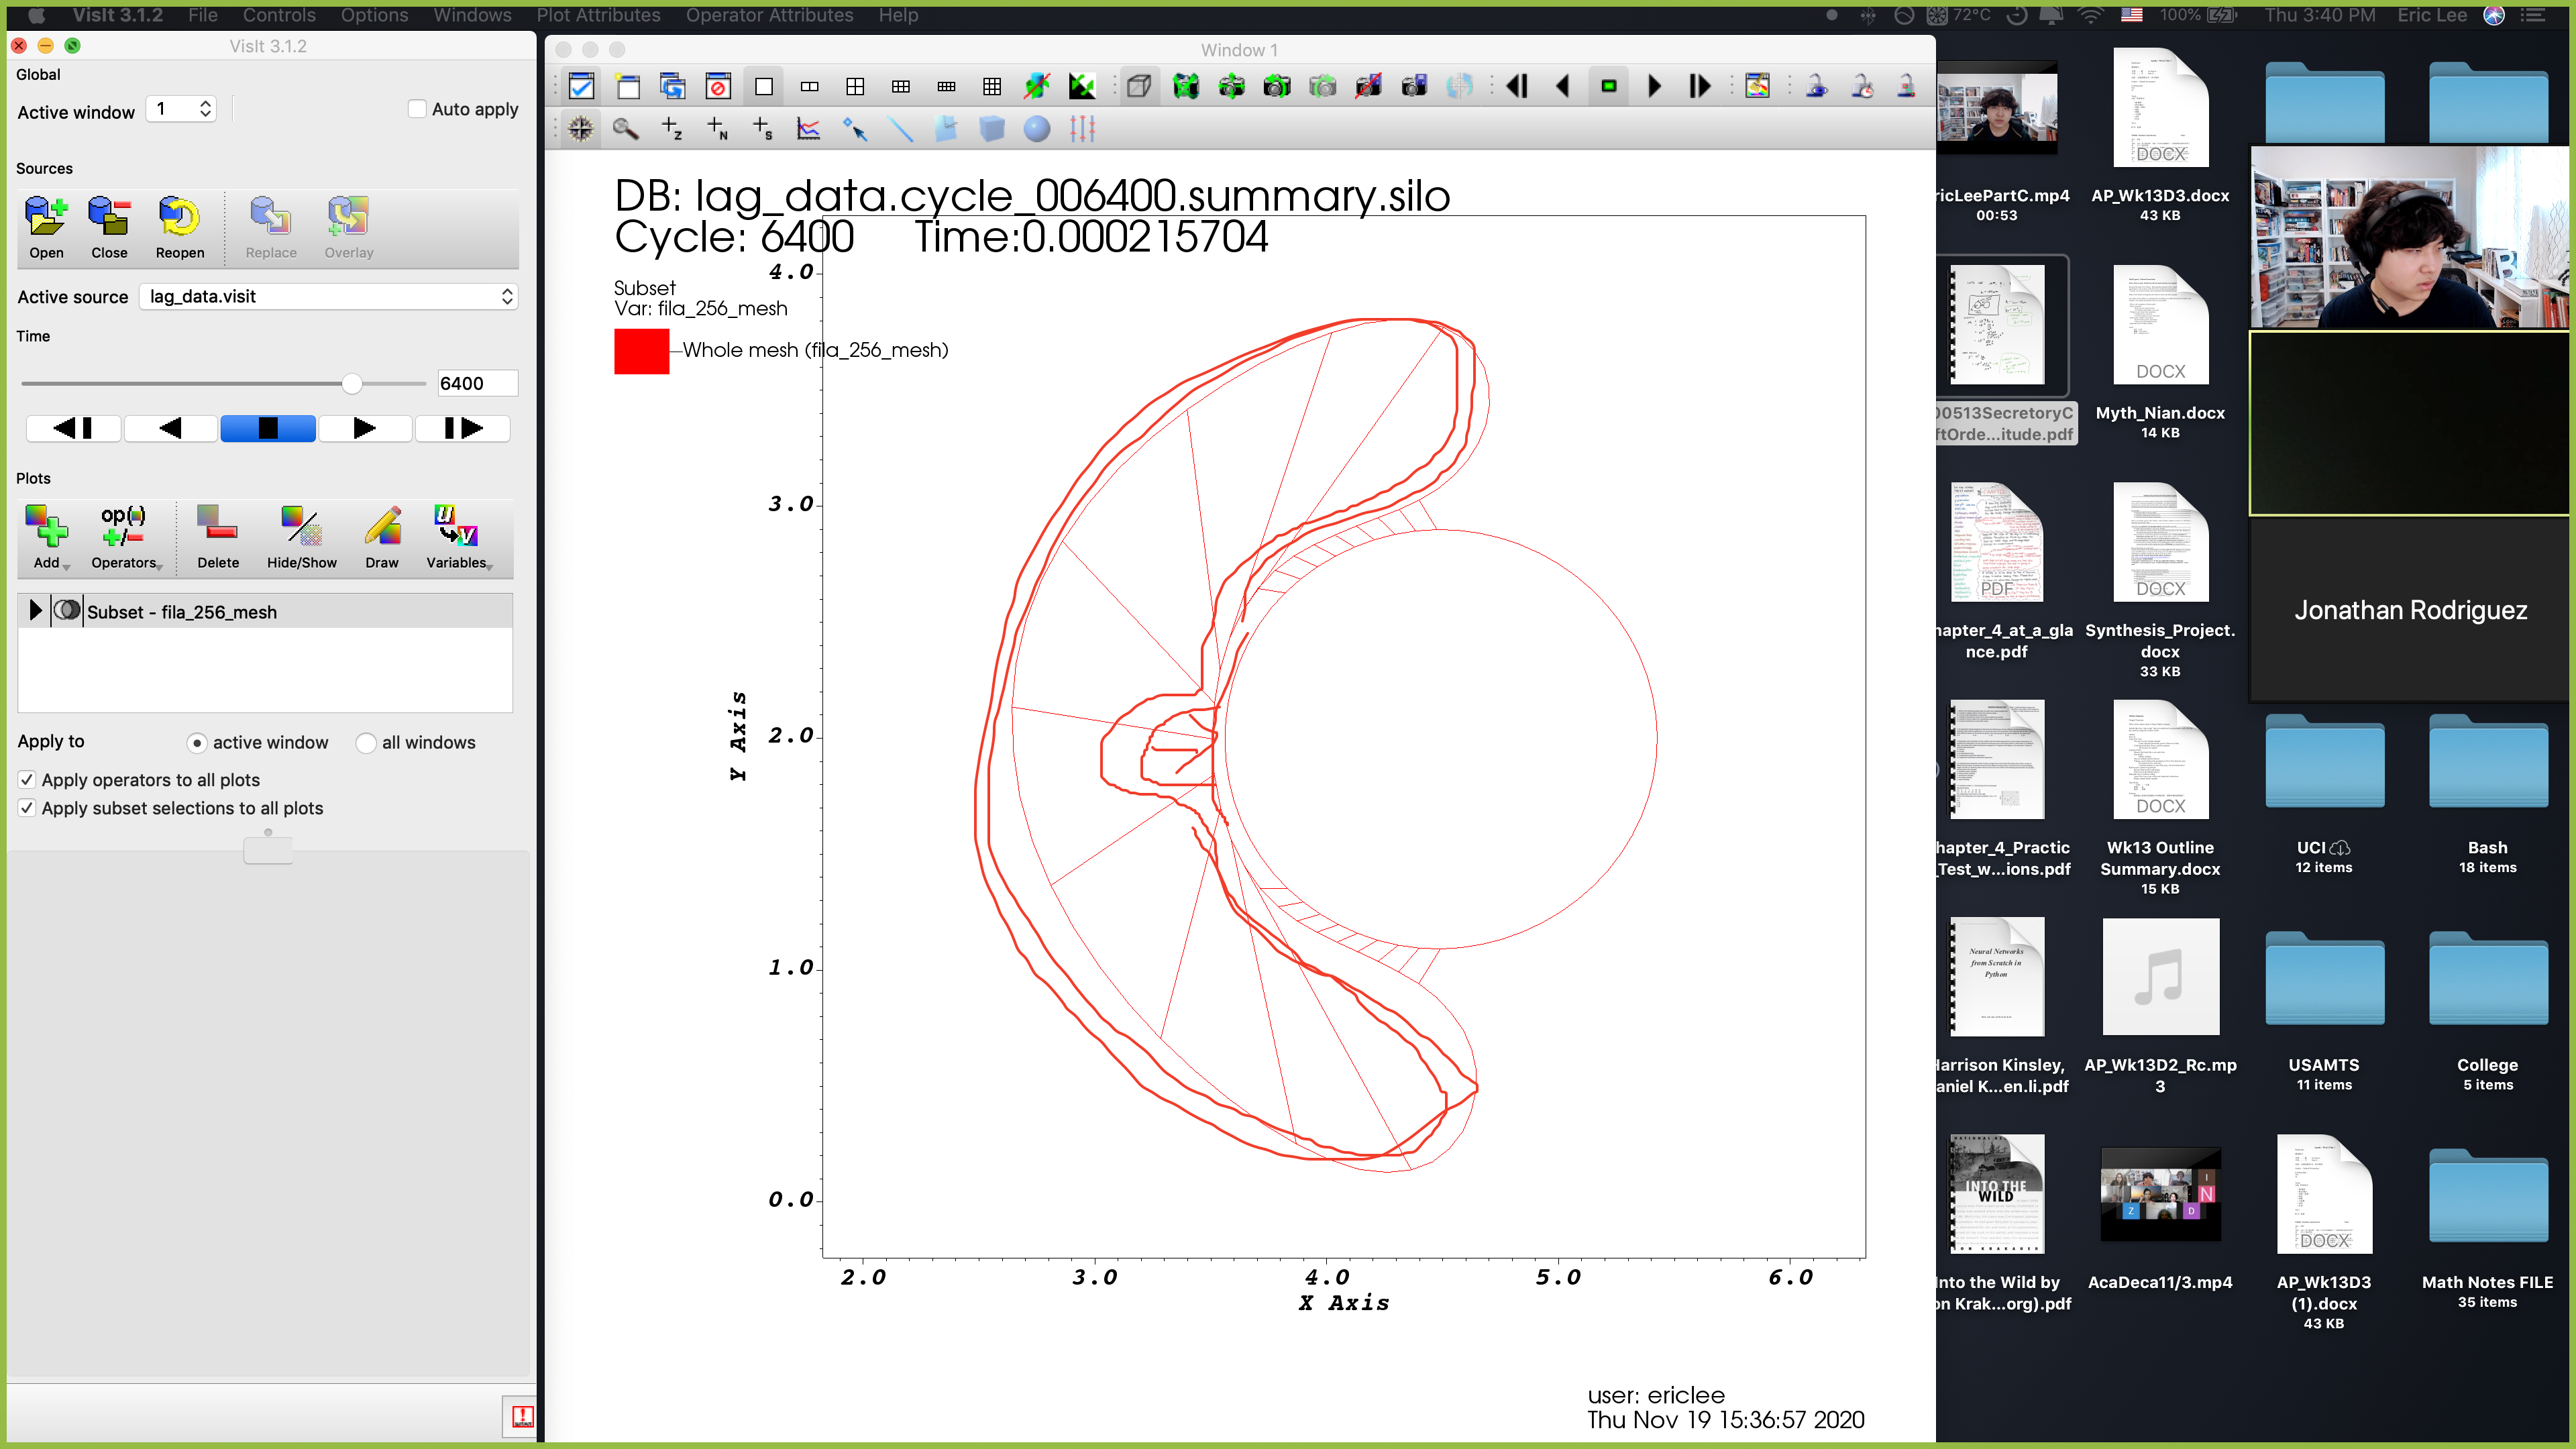 VisIt 3.1.2 File Controls Options Windows Plot Attributes Operator Attributes Help
72°C 100% Thu 3:40 PM Eric Lee
VisIt 3.1.2
Global
Active window 1 Auto apply
Sources
Open Close Reopen Replace Overlay
Active source lag_data.visit
Time
6400
Plots
op(·)
+/−
u
v
Add Operators Delete Hide/Show Draw Variables
Subset - fila_256_mesh
Apply to active window all windows
Apply operators to all plots
Apply subset selections to all plots
Window 1
DB: lag_data.cycle_006400.summary.silo
Cycle: 6400 Time:0.000215704
Subset
Var: fila_256_mesh
Whole mesh (fila_256_mesh)
4.0
3.0
2.0
1.0
0.0
Y Axis
2.0 3.0 4.0 5.0 6.0
X Axis
user: ericlee
Thu Nov 19 15:36:57 2020
ricLeePartC.mp4
00:53
DOCX
AP_Wk13D3.docx
43 KB
00513SecretoryC
ftOrde...itude.pdf
DOCX
Myth_Nian.docx
14 KB
PDF
hapter_4_at_a_gla
nce.pdf
DOCX
Synthesis_Project.
docx
33 KB
Jonathan Rodriguez
hapter_4_Practic
_Test_w...ions.pdf
DOCX
Wk13 Outline
Summary.docx
15 KB
UCI
12 items
Bash
18 items
Neural Networks
from Scratch in
Python
Harrison Kinsley,
aniel K...en.li.pdf
AP_Wk13D2_Rc.mp
3
USAMTS
11 items
College
5 items
INTO THE
WILD
JON KRAKAUER
Into the Wild by
on Krak...org).pdf
I
N
Z
D
AcaDeca11/3.mp4
DOCX
AP_Wk13D3
(1).docx
43 KB
Math Notes FILE
35 items